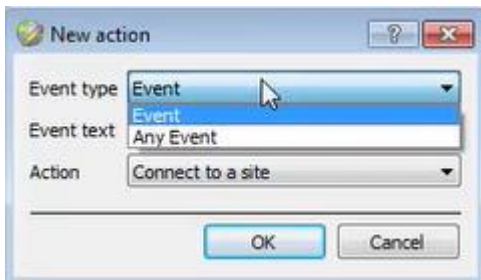 New action
?
Event type Event
Event
Event text Any Event
Action Connect to a site
OK Cancel